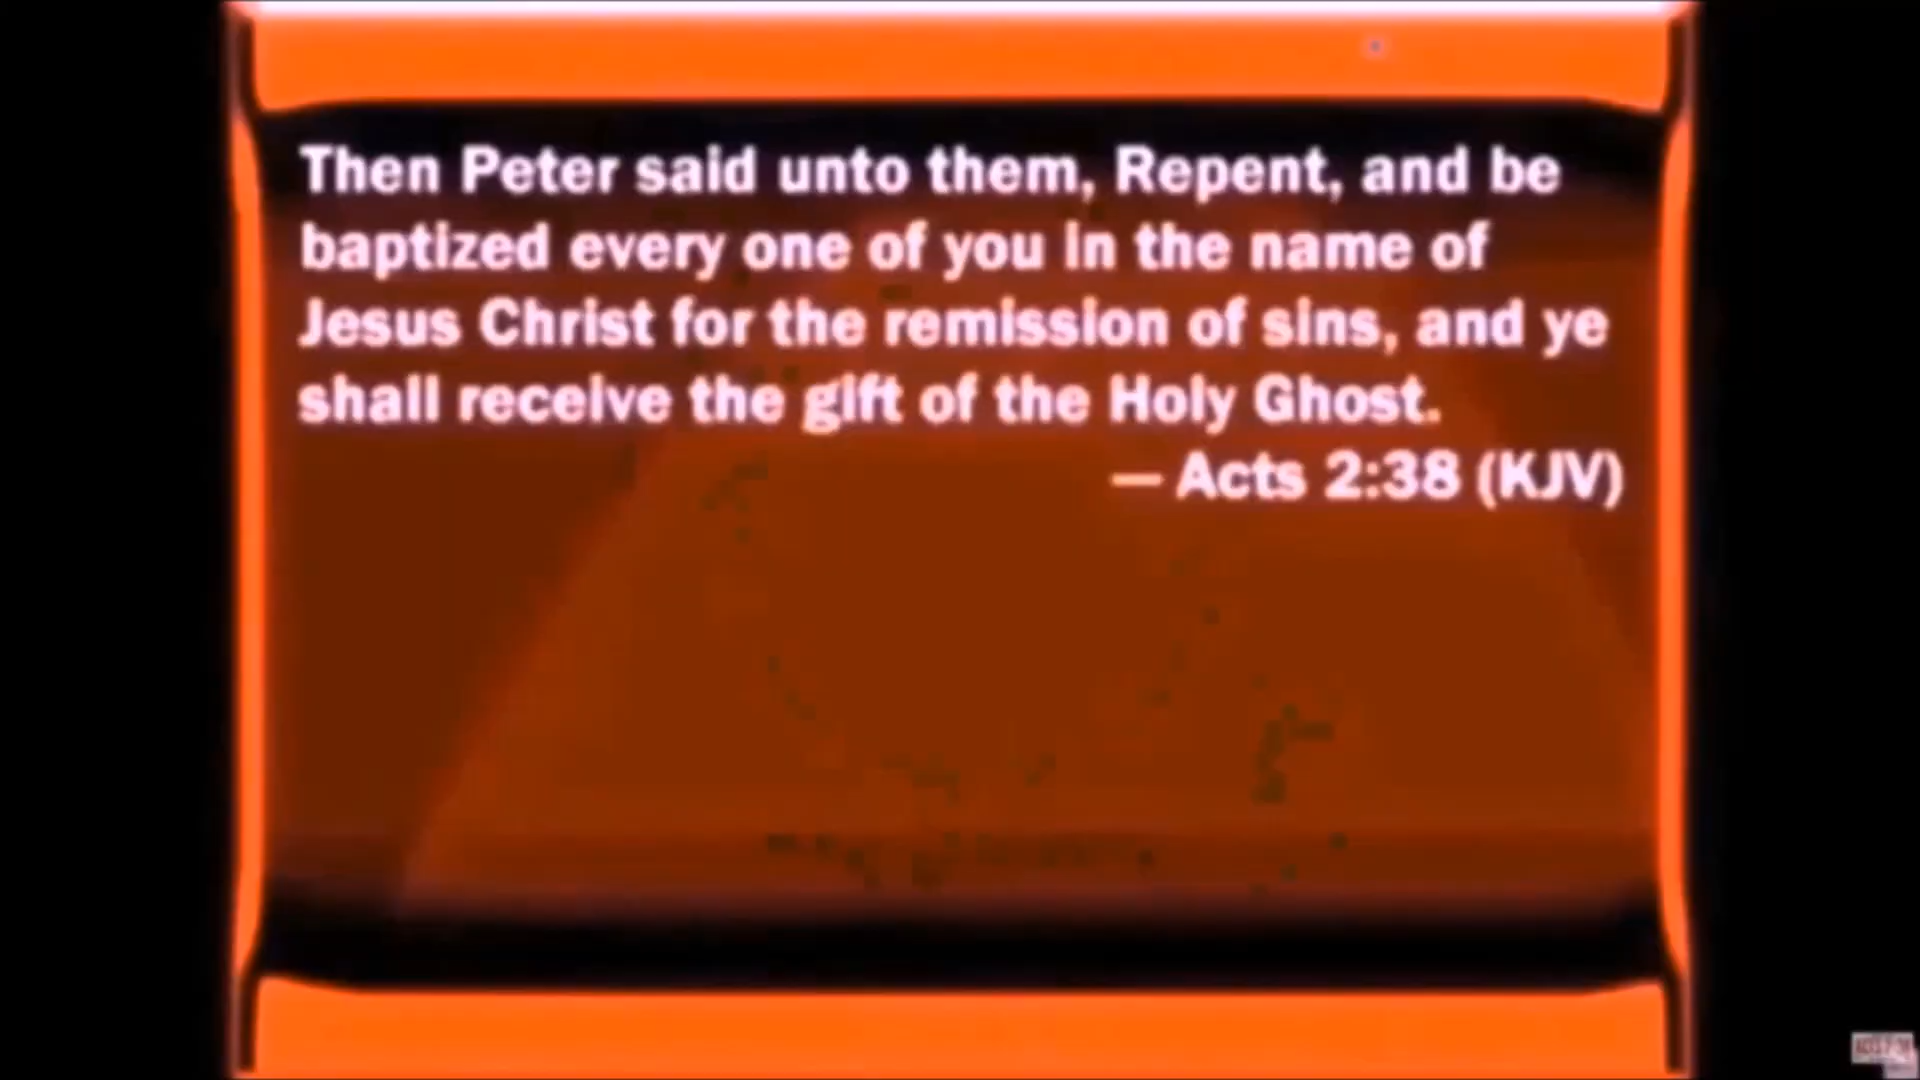 Then Peter said unto them, Repent, and be
baptized every one of you in the name of
Jesus Christ for the remission of sins, and ye
shall receive the gift of the Holy Ghost.
— Acts 2:38 (KJV)